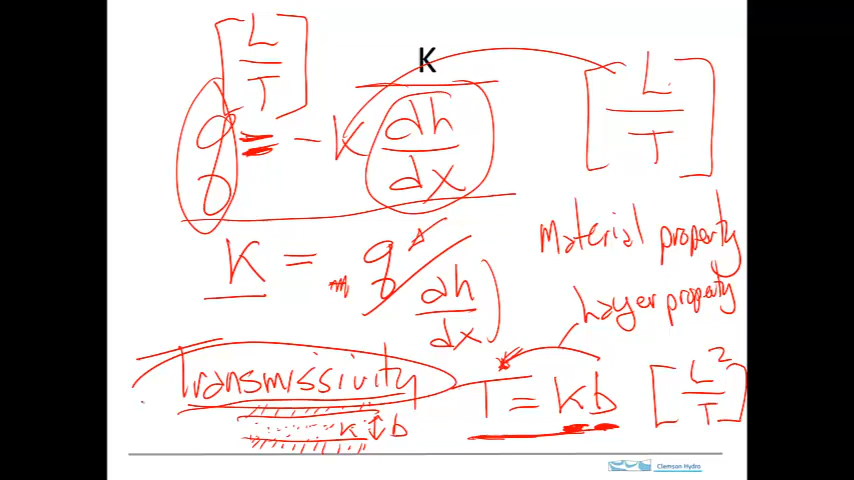 K
[L/T]
q = - K dh/dx
[L/T]
Material property
K = q / (dh/dx)
Layer property
Transmissivity
T = Kb [L²/T]
K ↕ b
Clemson Hydro